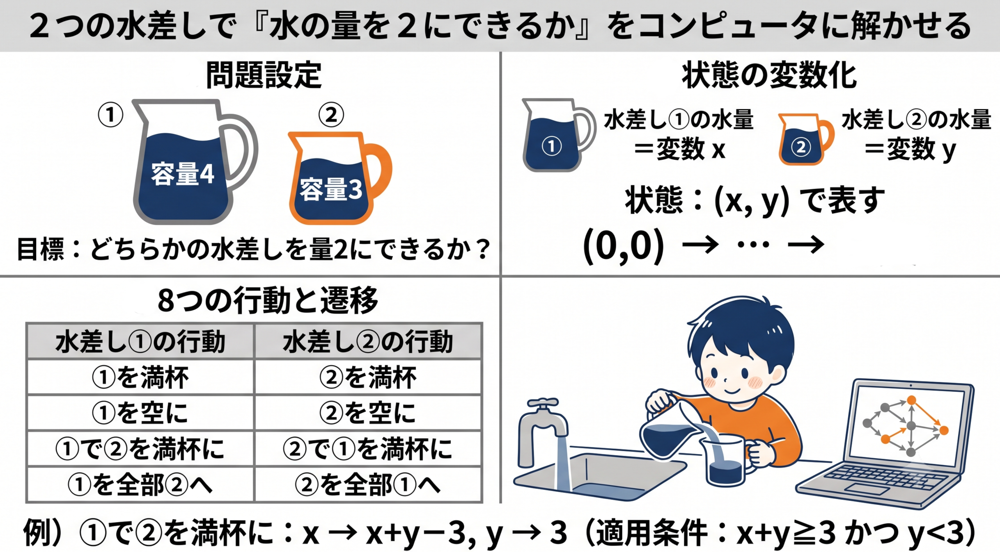 ２つの水差しで『水の量を２にできるか』をコンピュータに解かせる
問題設定
①
②
容量4
容量3
目標：どちらかの水差しを量2にできるか？
状態の変数化
①
水差し①の水量
＝変数 x
②
水差し②の水量
＝変数 y
状態：(x, y) で表す
(0,0) → … →
8つの行動と遷移
水差し①の行動
水差し②の行動
①を満杯
②を満杯
①を空に
②を空に
①で②を満杯に
②で①を満杯に
①を全部②へ
②を全部①へ
例）①で②を満杯に：x → x+y−3, y → 3（適用条件：x+y≧3 かつ y<3）